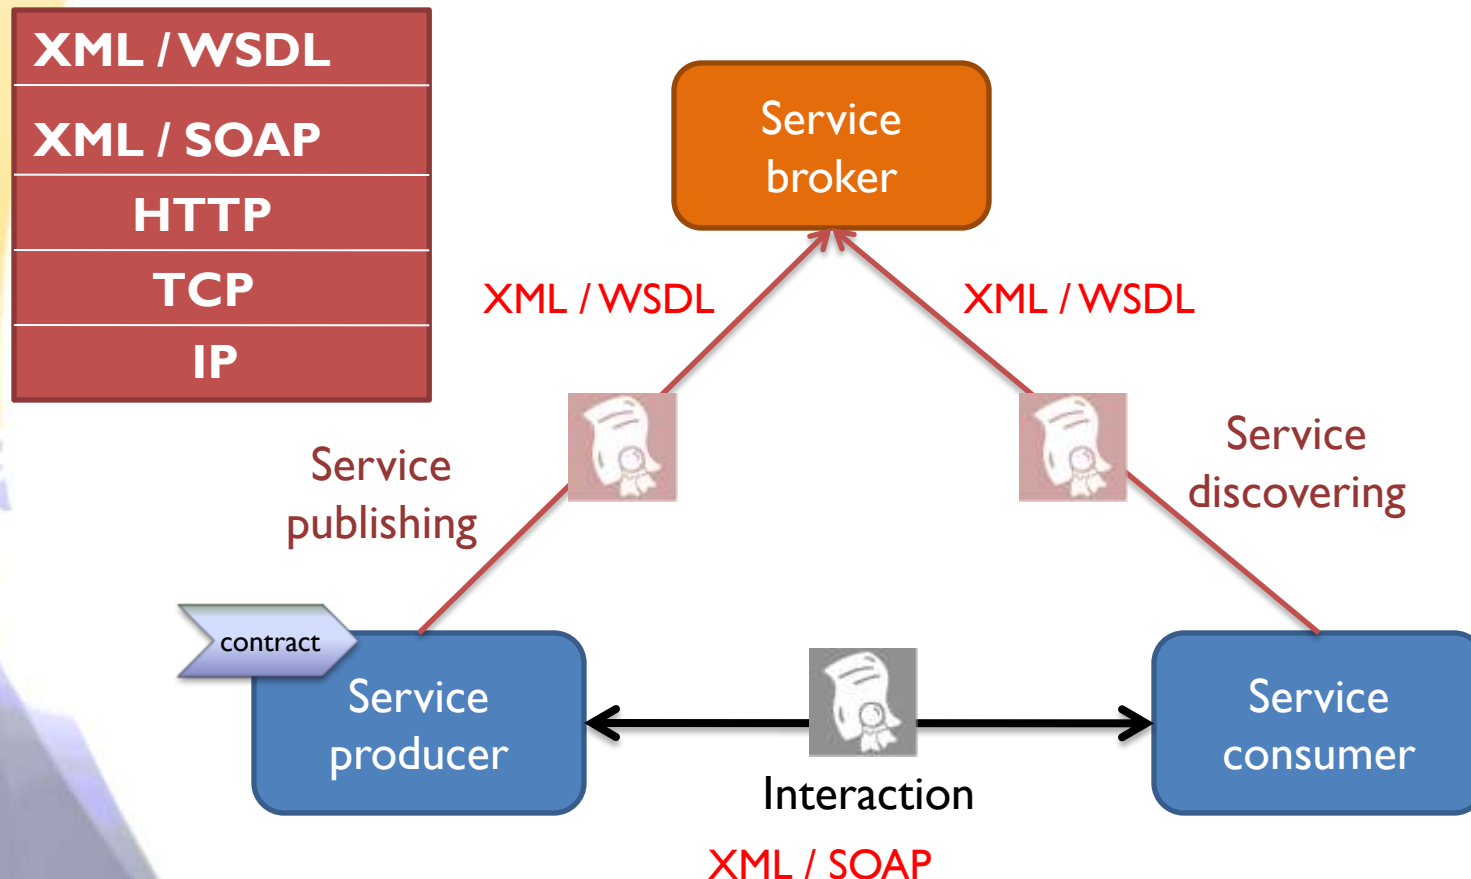 XML / WSDL
XML / SOAP
HTTP
TCP
IP
Service
broker
XML / WSDL
XML / WSDL
Service
publishing
Service
discovering
contract
Service
producer
Interaction
XML / SOAP
Service
consumer